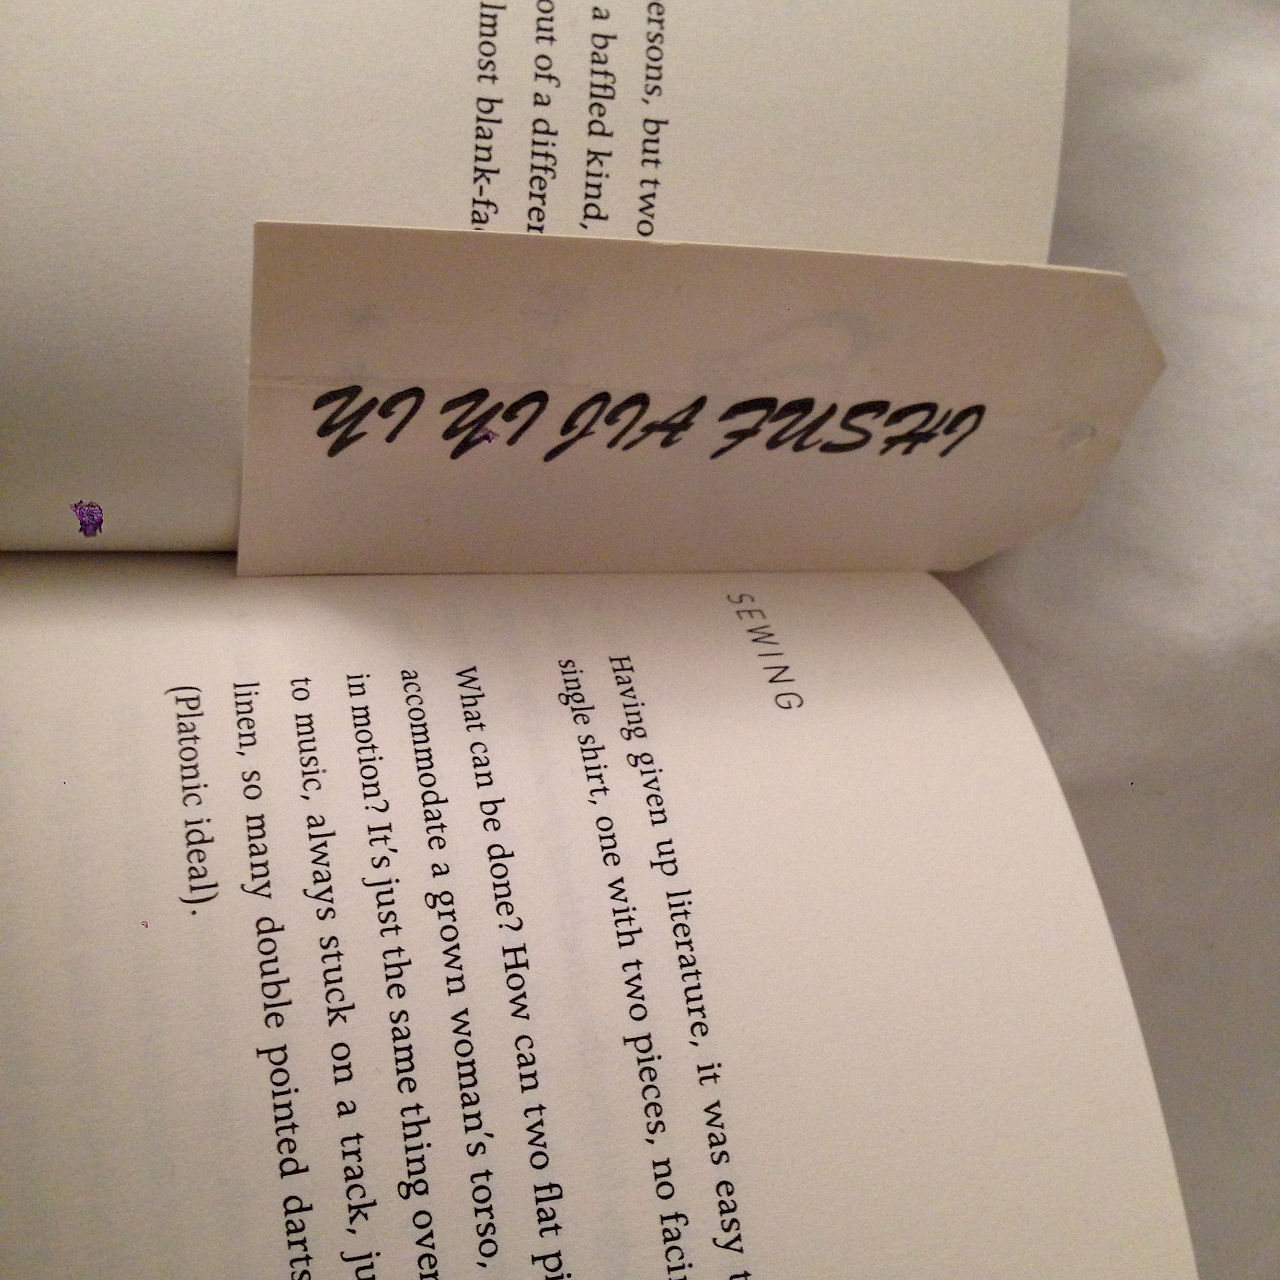 ersons, but two
a baffled kind,
out of a differen
lmost blank-fa
YI YI JIA FUSHI
SEWING
Having given up literature, it was easy t
single shirt, one with two pieces, no facin
What can be done? How can two flat pi
accommodate a grown woman's torso,
in motion? It's just the same thing over
to music, always stuck on a track, ju
linen, so many double pointed darts
(Platonic ideal).